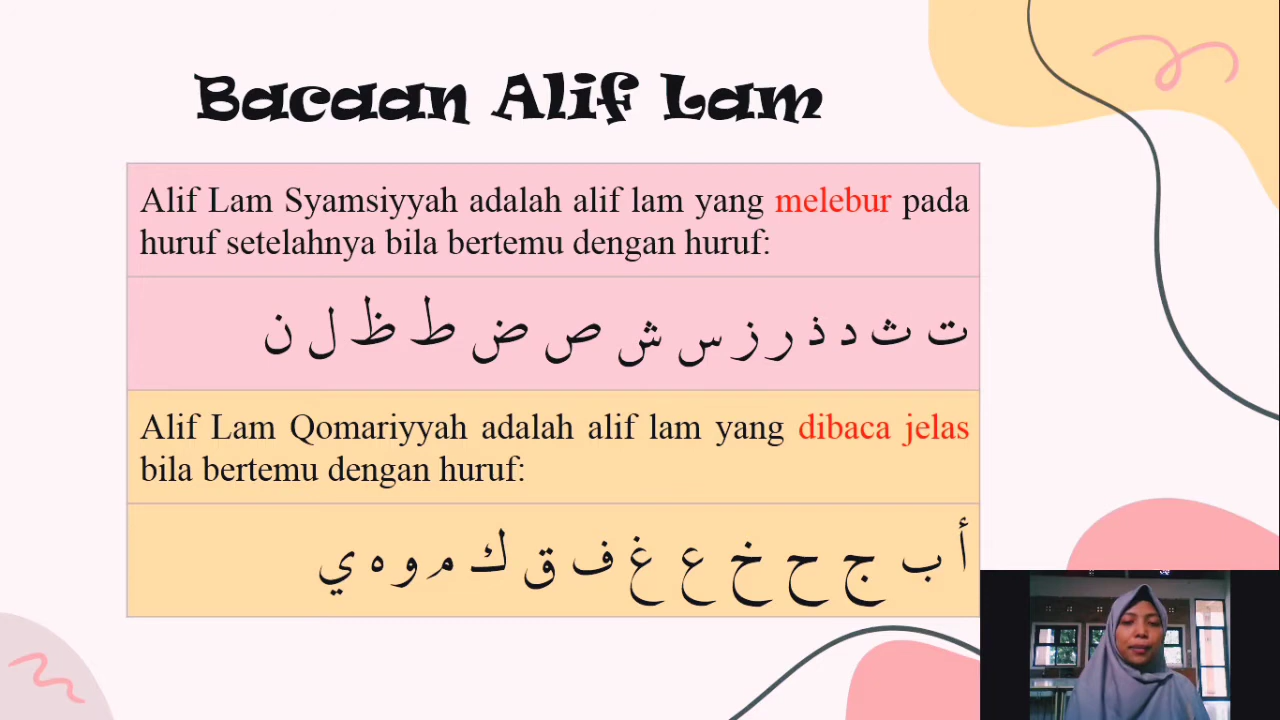 Bacaan Alif Lam
Alif Lam Syamsiyyah adalah alif lam yang melebur pada
huruf setelahnya bila bertemu dengan huruf:
ت ث د ذ ر ز س ش ص ض ط ظ ل ن
Alif Lam Qomariyyah adalah alif lam yang dibaca jelas
bila bertemu dengan huruf:
أ ب ج ح خ ع غ ف ق ك م و ه ي